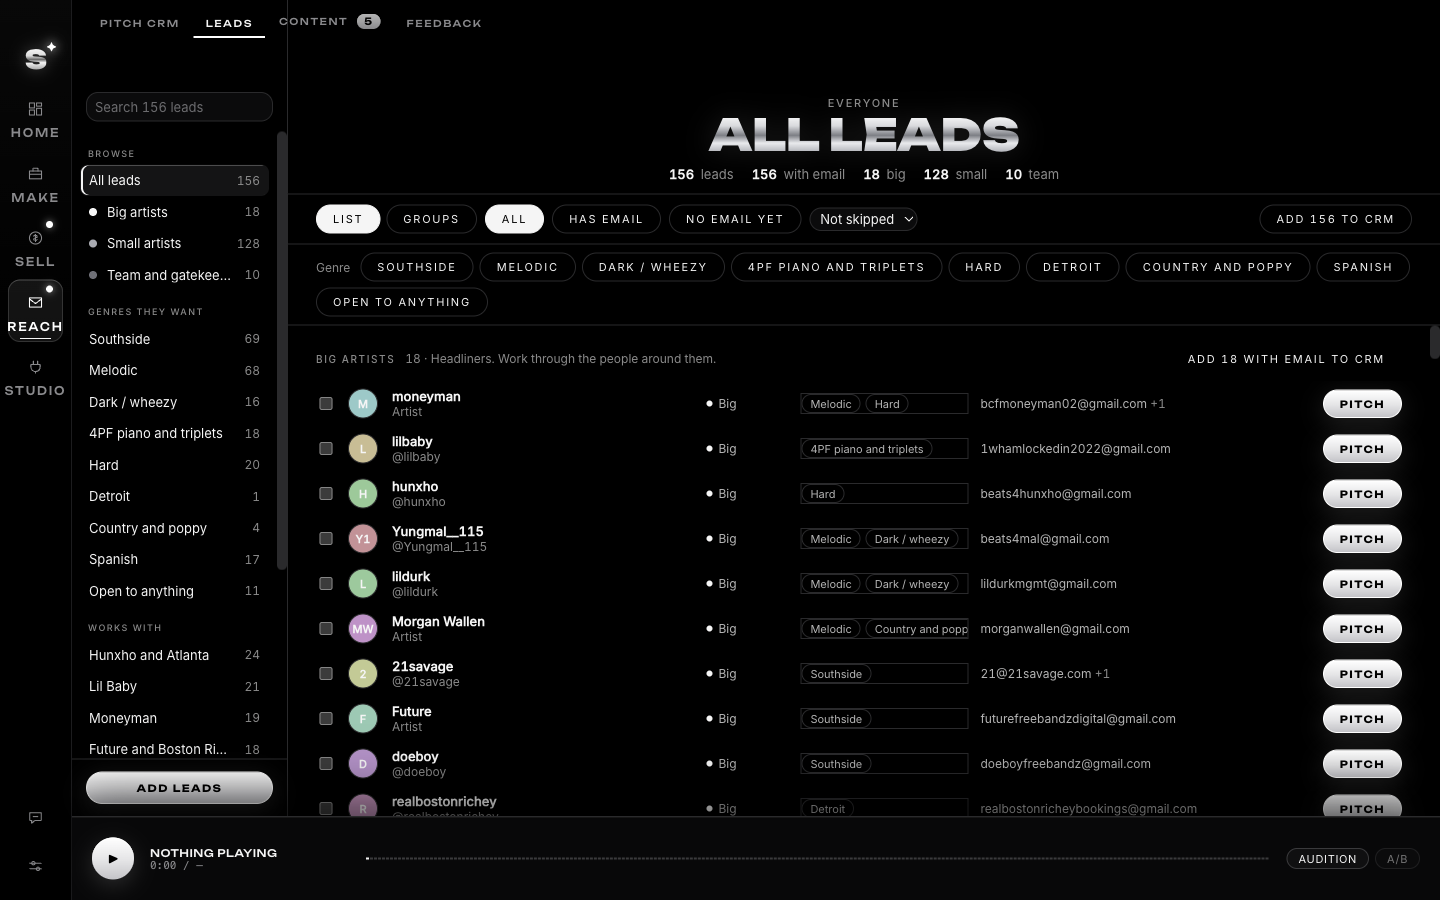 PITCH CRM
LEADS
CONTENT 5
FEEDBACK
S
HOME
MAKE
SELL
REACH
STUDIO
Search 156 leads
BROWSE
All leads 156
Big artists 18
Small artists 128
Team and gatekee... 10
GENRES THEY WANT
Southside 69
Melodic 68
Dark / wheezy 16
4PF piano and triplets 18
Hard 20
Detroit 1
Country and poppy 4
Spanish 17
Open to anything 11
WORKS WITH
Hunxho and Atlanta 24
Lil Baby 21
Moneyman 19
Future and Boston Ri... 18
ADD LEADS
EVERYONE
ALL LEADS
156 leads 156 with email 18 big 128 small 10 team
LIST GROUPS ALL HAS EMAIL NO EMAIL YET Not skipped ADD 156 TO CRM
Genre SOUTHSIDE MELODIC DARK / WHEEZY 4PF PIANO AND TRIPLETS HARD DETROIT COUNTRY AND POPPY SPANISH
OPEN TO ANYTHING
BIG ARTISTS 18 · Headliners. Work through the people around them. ADD 18 WITH EMAIL TO CRM
M moneyman Big Melodic Hard bcfmoneyman02@gmail.com +1 PITCH
Artist
L lilbaby Big 4PF piano and triplets 1whamlockedin2022@gmail.com PITCH
@lilbaby
H hunxho Big Hard beats4hunxho@gmail.com PITCH
@hunxho
Y1 Yungmal__115 Big Melodic Dark / wheezy beats4mal@gmail.com PITCH
@Yungmal__115
L lildurk Big Melodic Dark / wheezy lildurkmgmt@gmail.com PITCH
@lildurk
MW Morgan Wallen Big Melodic Country and popp morganwallen@gmail.com PITCH
Artist
2 21savage Big Southside 21@21savage.com +1 PITCH
@21savage
F Future Big Southside futurefreebandzdigital@gmail.com PITCH
Artist
D doeboy Big Southside doeboyfreebandz@gmail.com PITCH
@doeboy
R realbostonrichey Big Detroit realbostonricheybookings@gmail.com PITCH
@realbostonrichey
NOTHING PLAYING
0:00 / —
AUDITION A/B